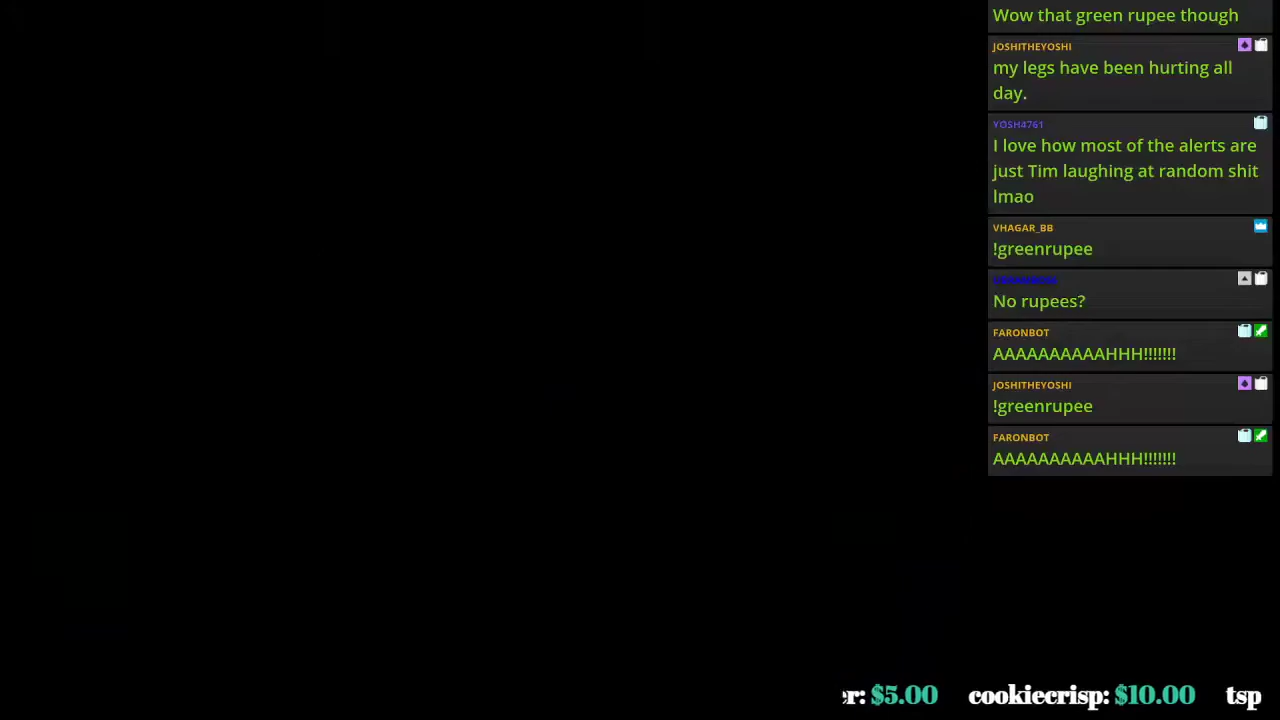 Wow that green rupee though
JOSHITHEYOSHI
my legs have been hurting all
day.
YOSH4761
I love how most of the alerts are
just Tim laughing at random shit
lmao
VHAGAR_BB
!greenrupee
No rupees?
FARONBOT
AAAAAAAAAAHHH!!!!!!!
JOSHITHEYOSHI
!greenrupee
FARONBOT
AAAAAAAAAAHHH!!!!!!!
er: $5.00 cookiecrisp: $10.00 tsp